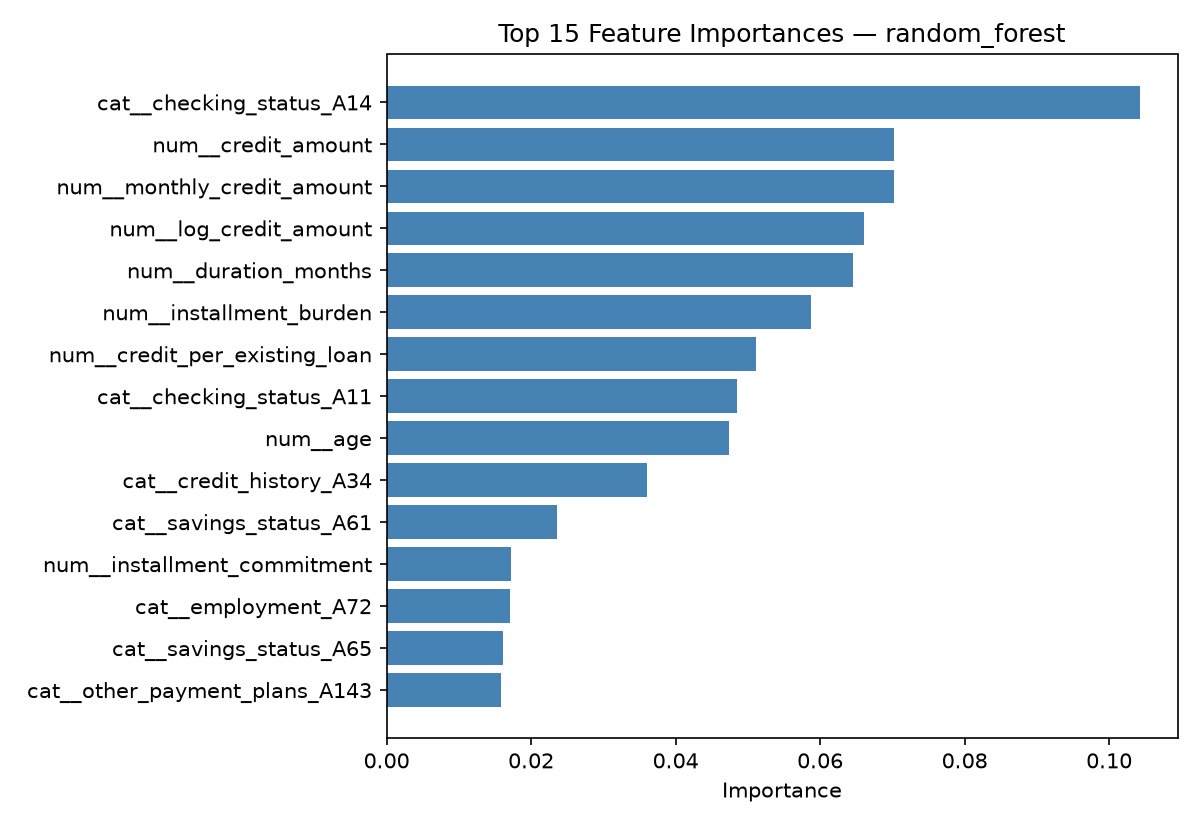 Top 15 Feature Importances — random_forest
cat__checking_status_A14
num__credit_amount
num__monthly_credit_amount
num__log_credit_amount
num__duration_months
num__installment_burden
num__credit_per_existing_loan
cat__checking_status_A11
num__age
cat__credit_history_A34
cat__savings_status_A61
num__installment_commitment
cat__employment_A72
cat__savings_status_A65
cat__other_payment_plans_A143
0.00 0.02 0.04 0.06 0.08 0.10
Importance